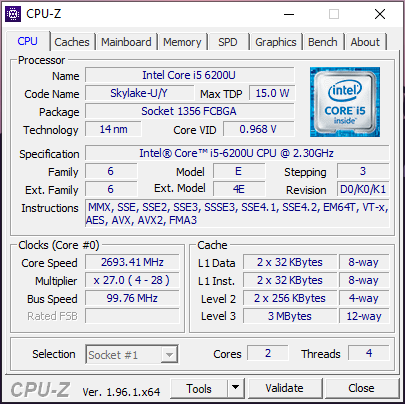 CPU-Z
CPU Caches Mainboard Memory SPD Graphics Bench About
Processor
Name Intel Core i5 6200U
Code Name Skylake-U/Y Max TDP 15.0 W
Package Socket 1356 FCBGA
Technology 14 nm Core VID 0.968 V
intel
CORE i5
inside™
Specification Intel® Core™ i5-6200U CPU @ 2.30GHz
Family 6 Model E Stepping 3
Ext. Family 6 Ext. Model 4E Revision D0/K0/K1
Instructions MMX, SSE, SSE2, SSE3, SSSE3, SSE4.1, SSE4.2, EM64T, VT-x,
AES, AVX, AVX2, FMA3
Clocks (Core #0) Cache
Core Speed 2693.41 MHz L1 Data 2 x 32 KBytes 8-way
Multiplier x 27.0 ( 4 - 28 ) L1 Inst. 2 x 32 KBytes 8-way
Bus Speed 99.76 MHz Level 2 2 x 256 KBytes 4-way
Rated FSB Level 3 3 MBytes 12-way
Selection Socket #1 Cores 2 Threads 4
CPU-Z Ver. 1.96.1.x64 Tools Validate Close